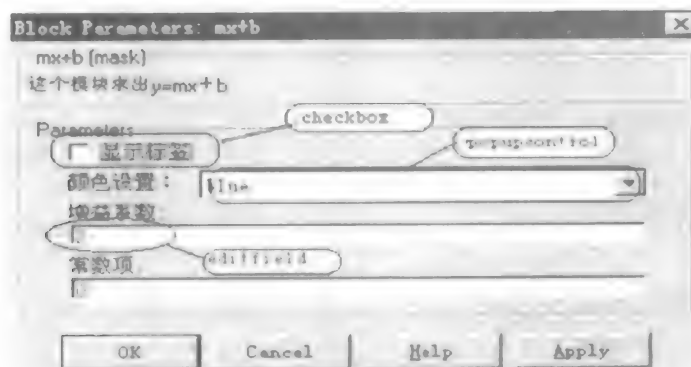 Block Parameters: mx+b
mx+b (mask)
这个模块求出y=mx+b
Parameters
checkbox
显示标签
popupcontrol
颜色设置：
blue
增益系数：
editfield
常数项
OK
Cancel
Help
Apply